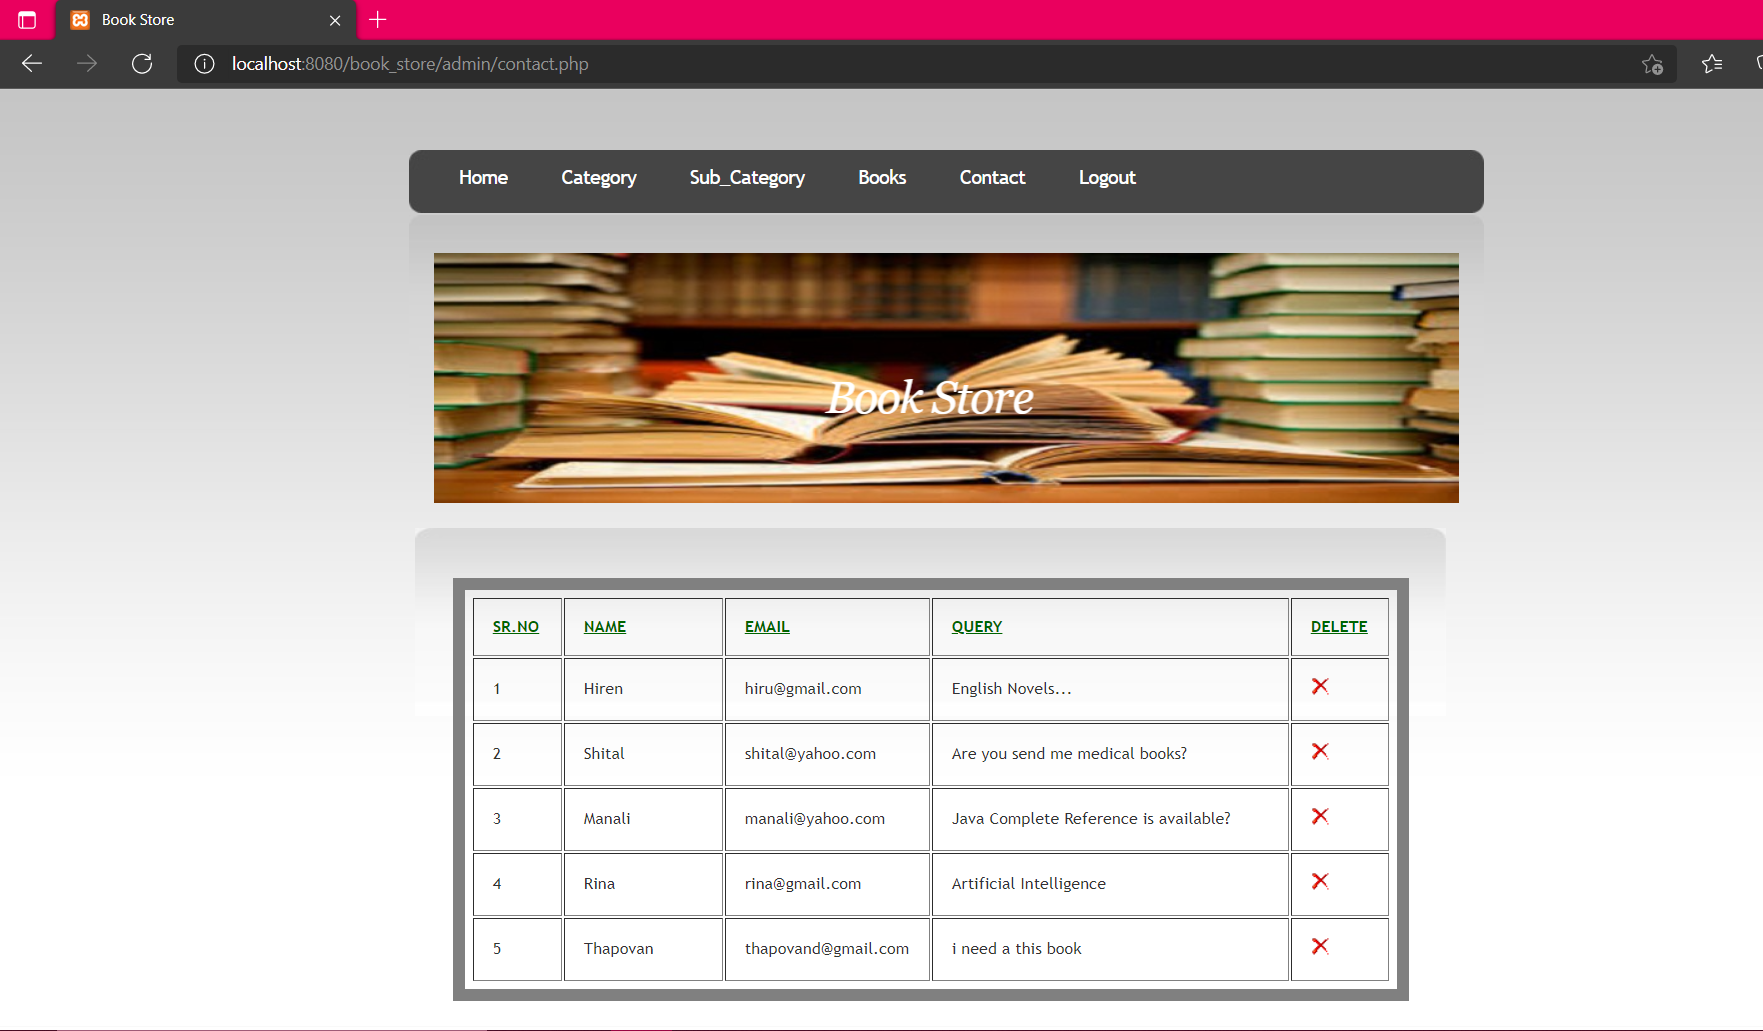 Book Store
localhost:8080/book_store/admin/contact.php
Home Category Sub_Category Books Contact Logout
Book Store
SR.NO NAME EMAIL QUERY DELETE
1 Hiren hiru@gmail.com English Novels...
2 Shital shital@yahoo.com Are you send me medical books?
3 Manali manali@yahoo.com Java Complete Reference is available?
4 Rina rina@gmail.com Artificial Intelligence
5 Thapovan thapovand@gmail.com i need a this book